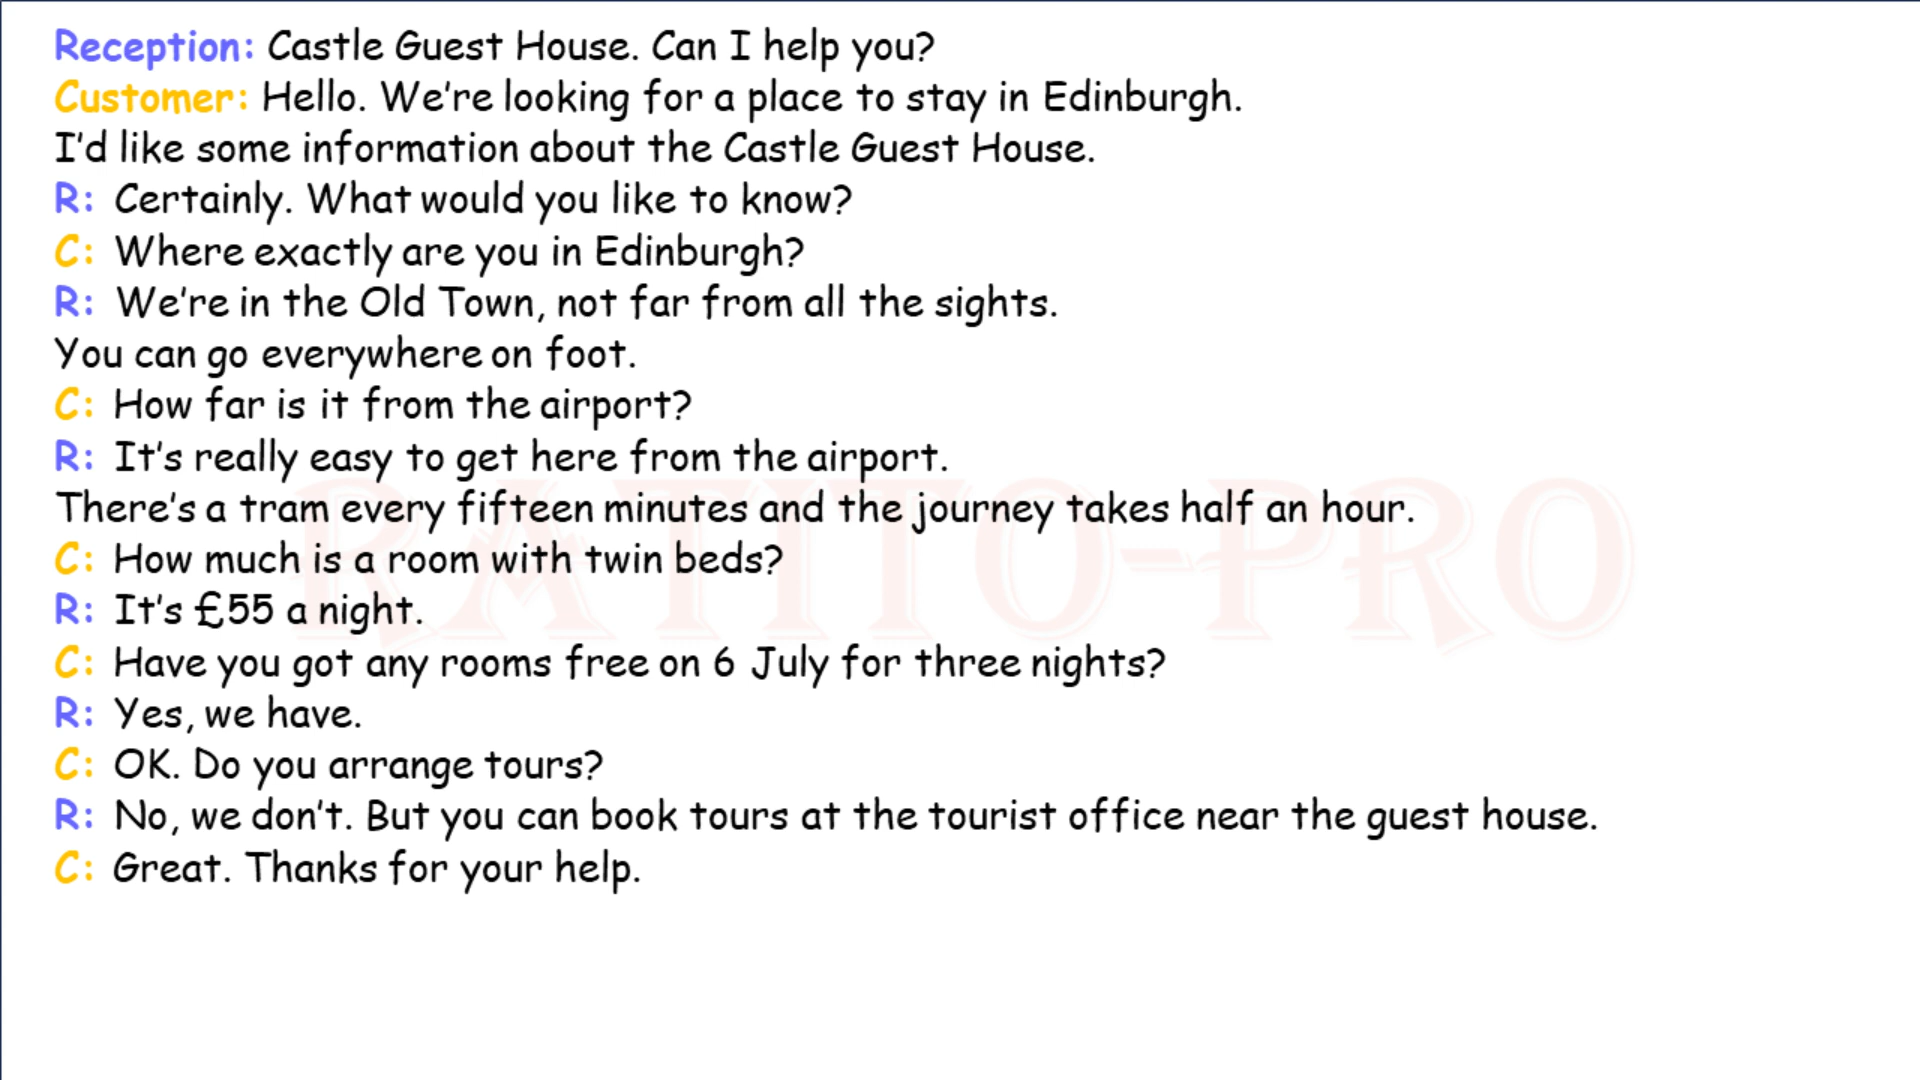 Reception: Castle Guest House. Can I help you?
Customer: Hello. We're looking for a place to stay in Edinburgh.
I'd like some information about the Castle Guest House.
R: Certainly. What would you like to know?
C: Where exactly are you in Edinburgh?
R: We're in the Old Town, not far from all the sights.
You can go everywhere on foot.
C: How far is it from the airport?
R: It's really easy to get here from the airport.
There's a tram every fifteen minutes and the journey takes half an hour.
C: How much is a room with twin beds?
R: It's £55 a night.
C: Have you got any rooms free on 6 July for three nights?
R: Yes, we have.
C: OK. Do you arrange tours?
R: No, we don't. But you can book tours at the tourist office near the guest house.
C: Great. Thanks for your help.
RATITO-PRO